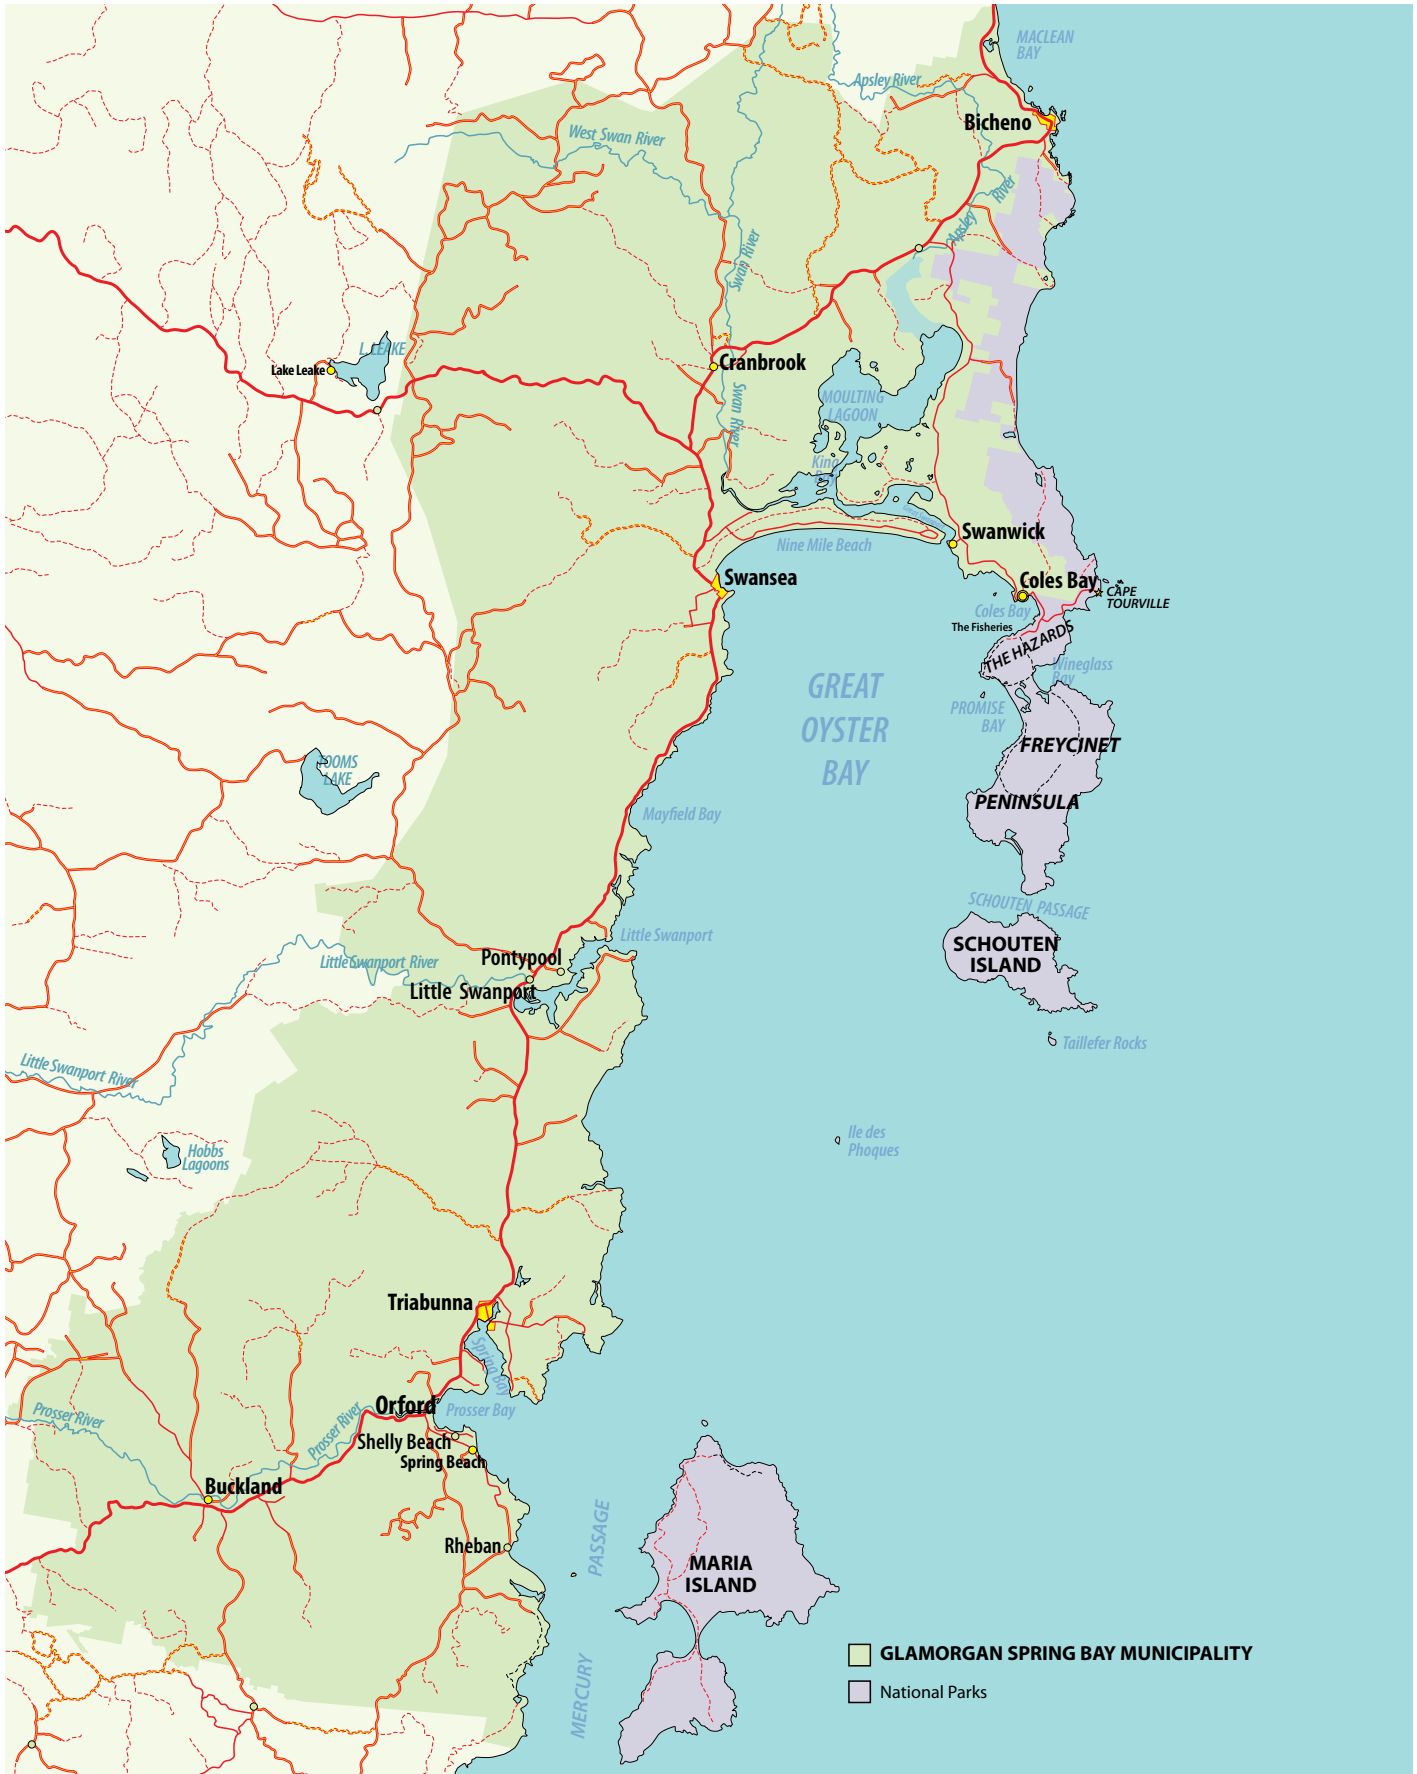 MACLEAN
BAY
Apsley River
Bicheno
West Swan River
Apsley
River
Swan River
L. LEAKE
Lake Leake
Cranbrook
Swan River
MOULTING
LAGOON
King
Bay
Swanwick
Nine Mile Beach
Swansea
Coles Bay
CAPE
TOURVILLE
Coles Bay
The Fisheries
THE HAZARDS
Wineglass
Bay
GREAT
OYSTER
BAY
PROMISE
BAY
FREYCINET
PENINSULA
TOOMS
LAKE
Mayfield Bay
SCHOUTEN PASSAGE
Little Swanport
SCHOUTEN
ISLAND
Pontypool
Little Swanport River
Little Swanport
Taillefer Rocks
Little Swanport River
Ile des
Phoques
Hobbs
Lagoons
Triabunna
Spring Bay
Orford
Prosser Bay
Prosser River
Prosser River
Shelly Beach
Spring Beach
Buckland
Rheban
PASSAGE
MARIA
ISLAND
MERCURY
GLAMORGAN SPRING BAY MUNICIPALITY
National Parks